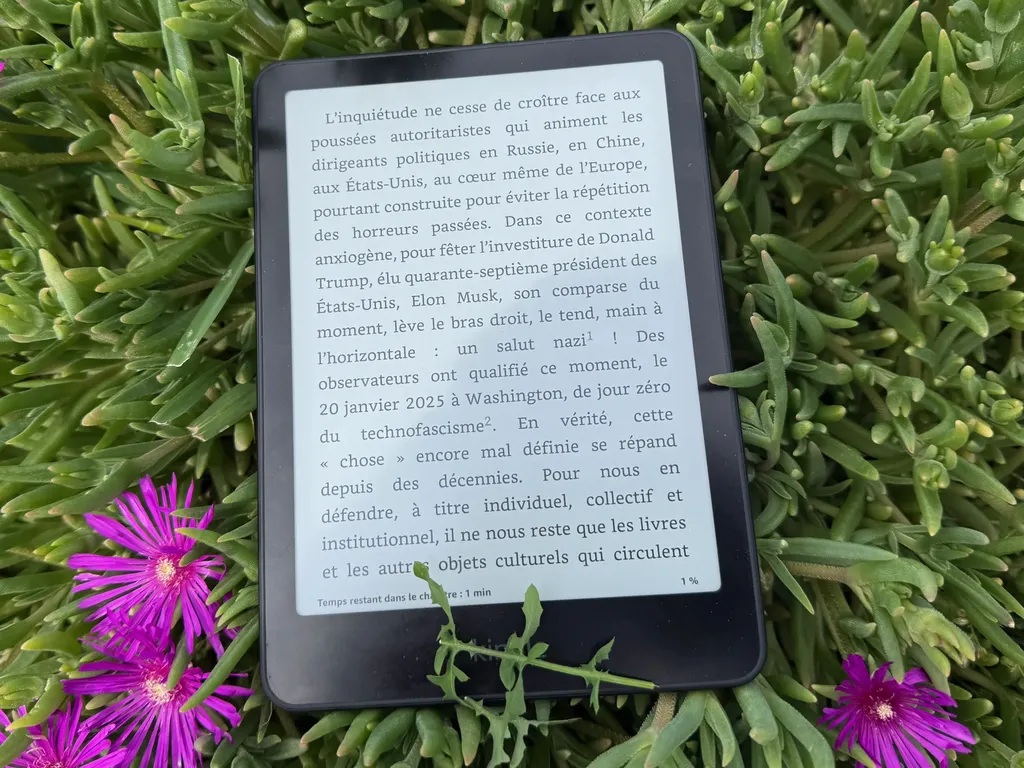 L'inquiétude ne cesse de croître face aux
poussées autoritaristes qui animent les
dirigeants politiques en Russie, en Chine,
aux États-Unis, au cœur même de l'Europe,
pourtant construite pour éviter la répétition
des horreurs passées. Dans ce contexte
anxiogène, pour fêter l'investiture de Donald
Trump, élu quarante-septième président des
États-Unis, Elon Musk, son comparse du
moment, lève le bras droit, le tend, main à
l'horizontale : un salut nazi¹ ! Des
observateurs ont qualifié ce moment, le
20 janvier 2025 à Washington, de jour zéro
du technofascisme². En vérité, cette
« chose » encore mal définie se répand
depuis des décennies. Pour nous en
défendre, à titre individuel, collectif et
institutionnel, il ne nous reste que les livres
et les autres objets culturels qui circulent
Temps restant dans le chapitre : 1 min
1 %